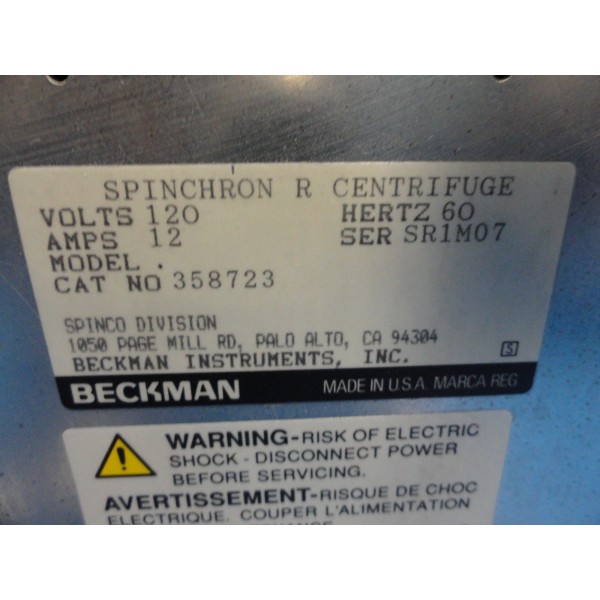 SPINCHRON R CENTRIFUGE
VOLTS 120 HERTZ 60
AMPS 12 SER SR1M07
MODEL .
CAT NO 358723
SPINCO DIVISION
1050 PAGE MILL RD, PALO ALTO, CA 94304
BECKMAN INSTRUMENTS, INC. S
BECKMAN MADE IN U.S.A. MARCA REG
WARNING-RISK OF ELECTRIC
SHOCK - DISCONNECT POWER
BEFORE SERVICING.
AVERTISSEMENT-RISQUE DE CHOC
ELECTRIQUE. COUPER L'ALIMENTATION